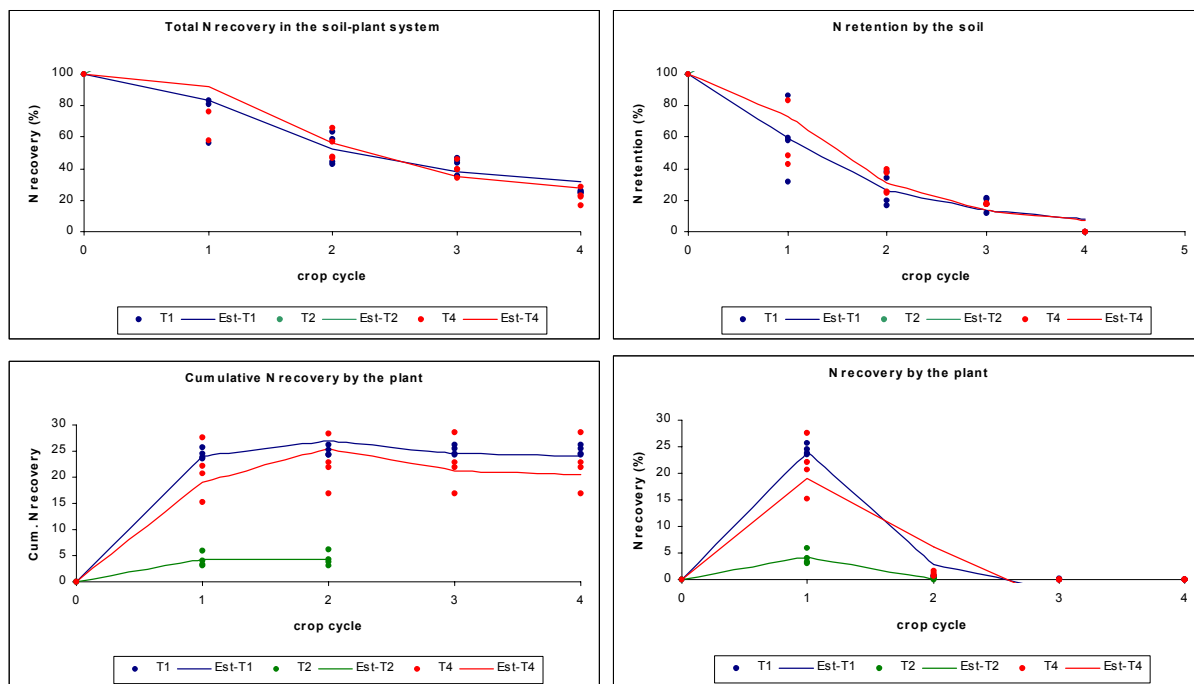 Total N recovery in the soil-plant system
N recovery (%)
100
80
60
40
20
0
0 1 2 3 4
crop cycle
T1 Est-T1 T2 Est-T2 T4 Est-T4
N retention by the soil
N retention (%)
100
80
60
40
20
0
0 1 2 3 4 5
crop cycle
T1 Est-T1 T2 Est-T2 T4 Est-T4
Cumulative N recovery by the plant
Cum. N recovery
30
25
20
15
10
5
0
0 1 2 3 4
crop cycle
T1 Est-T1 T2 Est-T2 T4 Est-T4
N recovery by the plant
N recovery (%)
30
25
20
15
10
5
0
0 1 2 3 4
crop cycle
T1 Est-T1 T2 Est-T2 T4 Est-T4